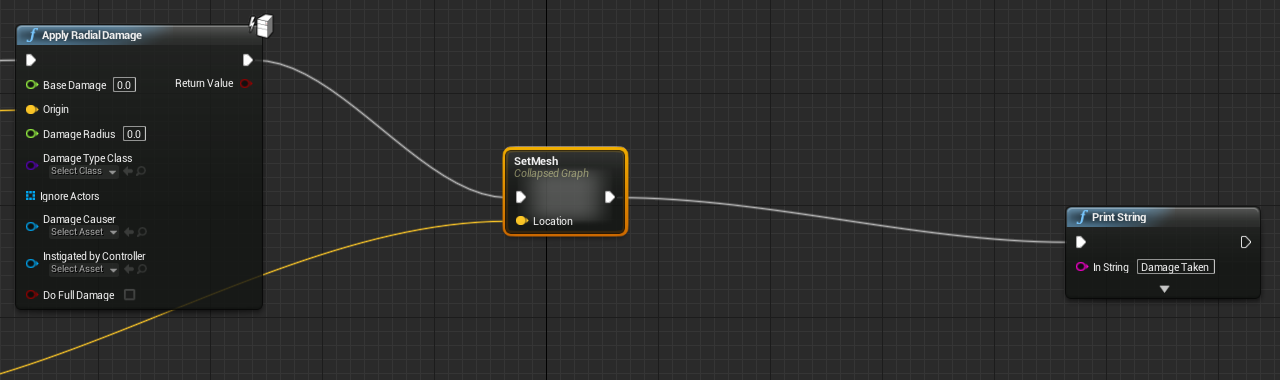 f Apply Radial Damage
Base Damage 0.0 Return Value
Origin
Damage Radius 0.0
Damage Type Class
Select Class
Ignore Actors
Damage Causer
Select Asset
Instigated by Controller
Select Asset
Do Full Damage
SetMesh
Collapsed Graph
Location
f Print String
In String Damage Taken